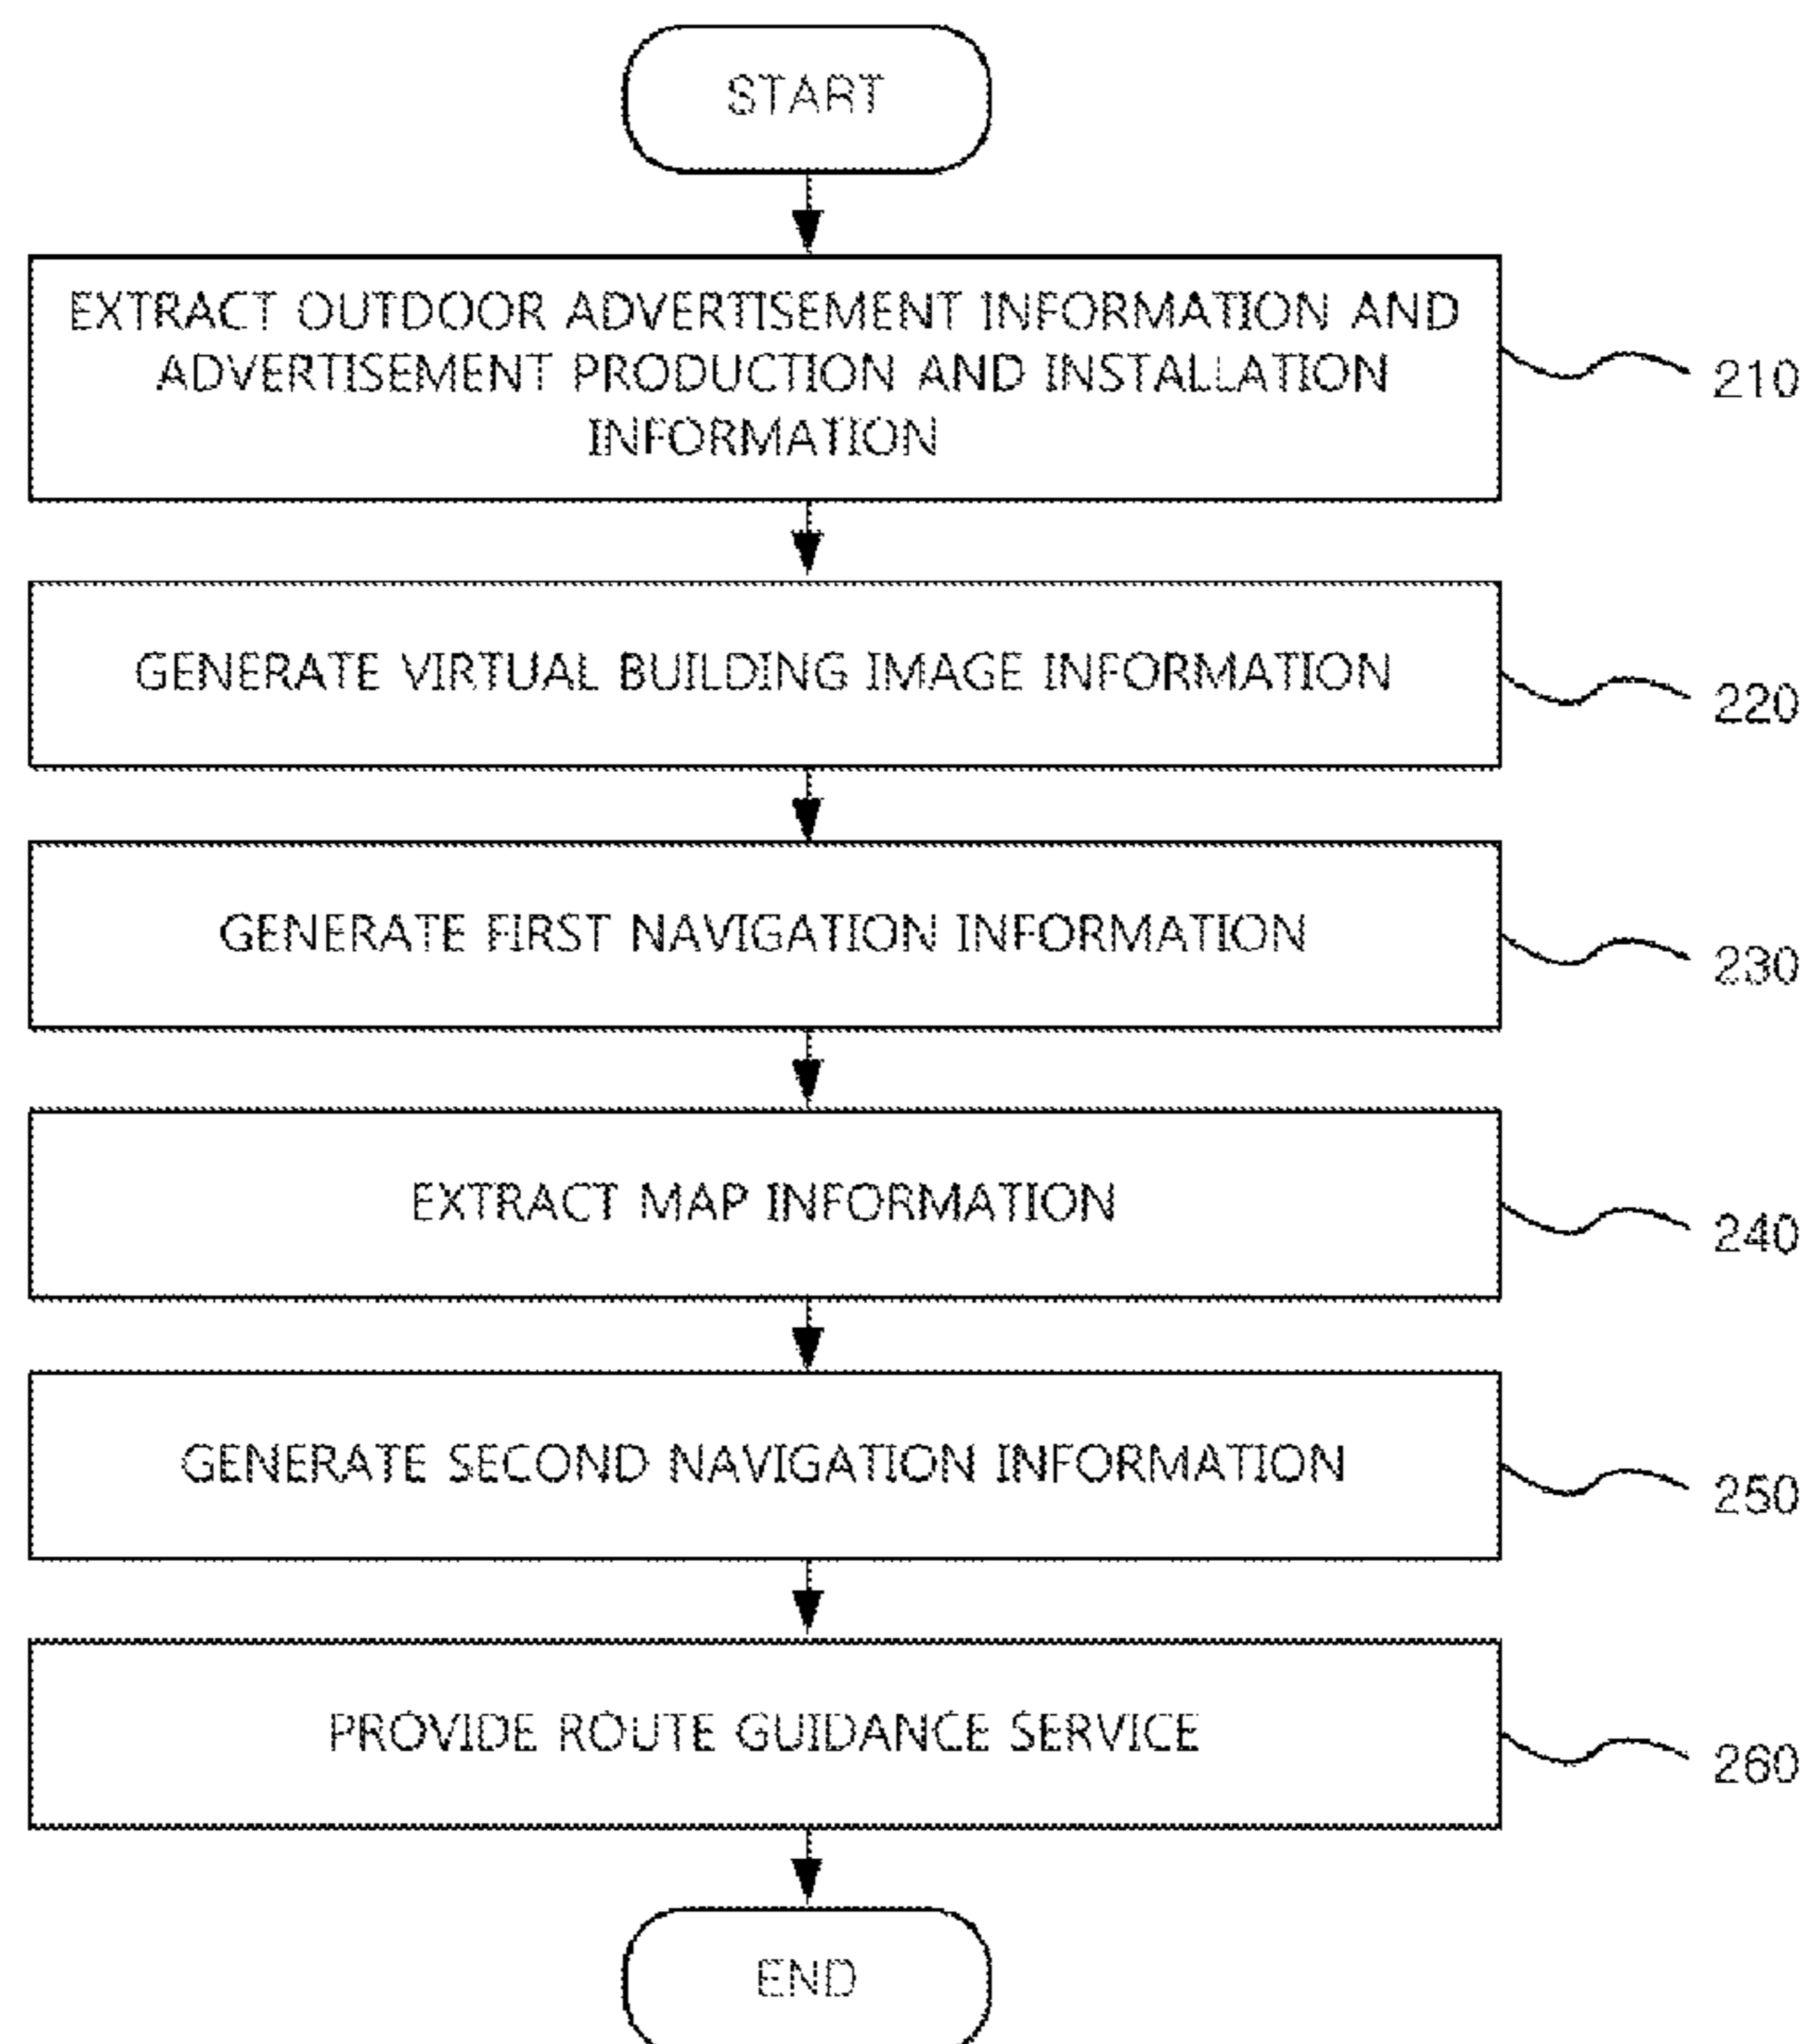 START
EXTRACT OUTDOOR ADVERTISEMENT INFORMATION AND
ADVERTISEMENT PRODUCTION AND INSTALLATION
INFORMATION
210
GENERATE VIRTUAL BUILDING IMAGE INFORMATION
220
GENERATE FIRST NAVIGATION INFORMATION
230
EXTRACT MAP INFORMATION
240
GENERATE SECOND NAVIGATION INFORMATION
250
PROVIDE ROUTE GUIDANCE SERVICE
260
END